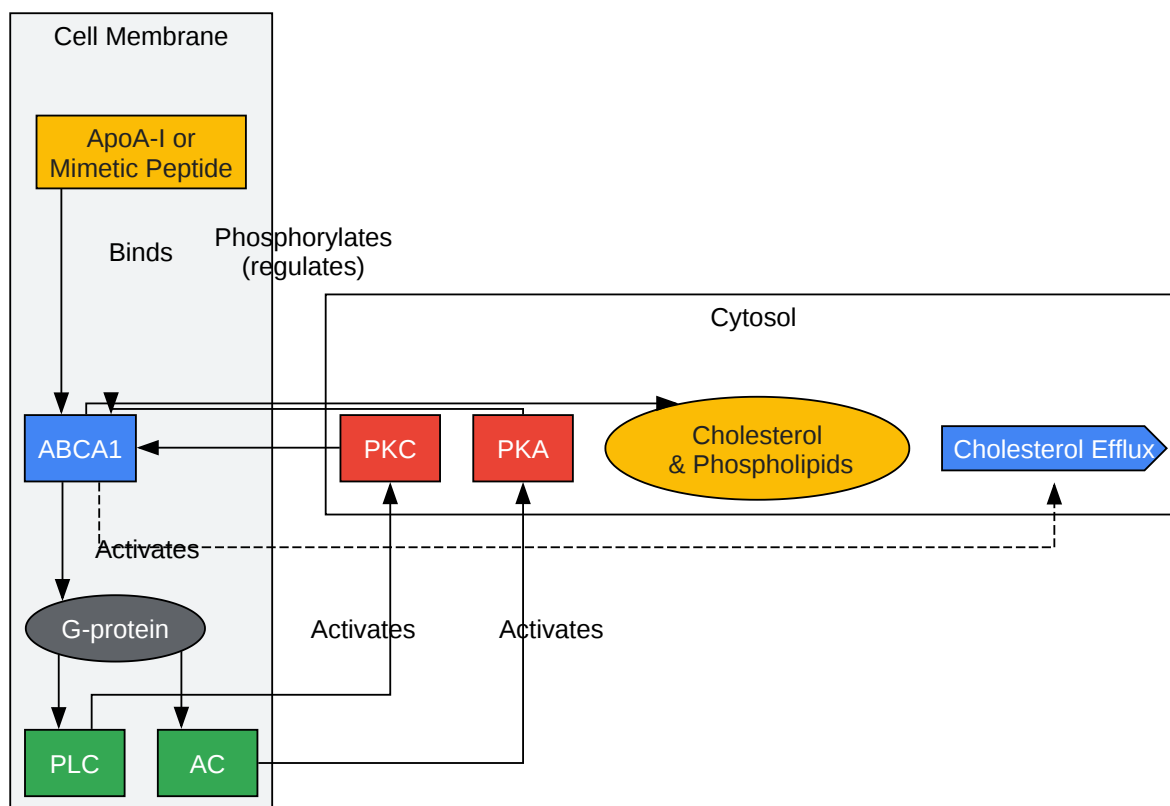 Cell Membrane
ApoA-I or
Mimetic Peptide
Binds
Phosphorylates
(regulates)
Cytosol
ABCA1
PKC
PKA
Cholesterol
& Phospholipids
Cholesterol Efflux
Activates
G-protein
Activates
Activates
PLC
AC